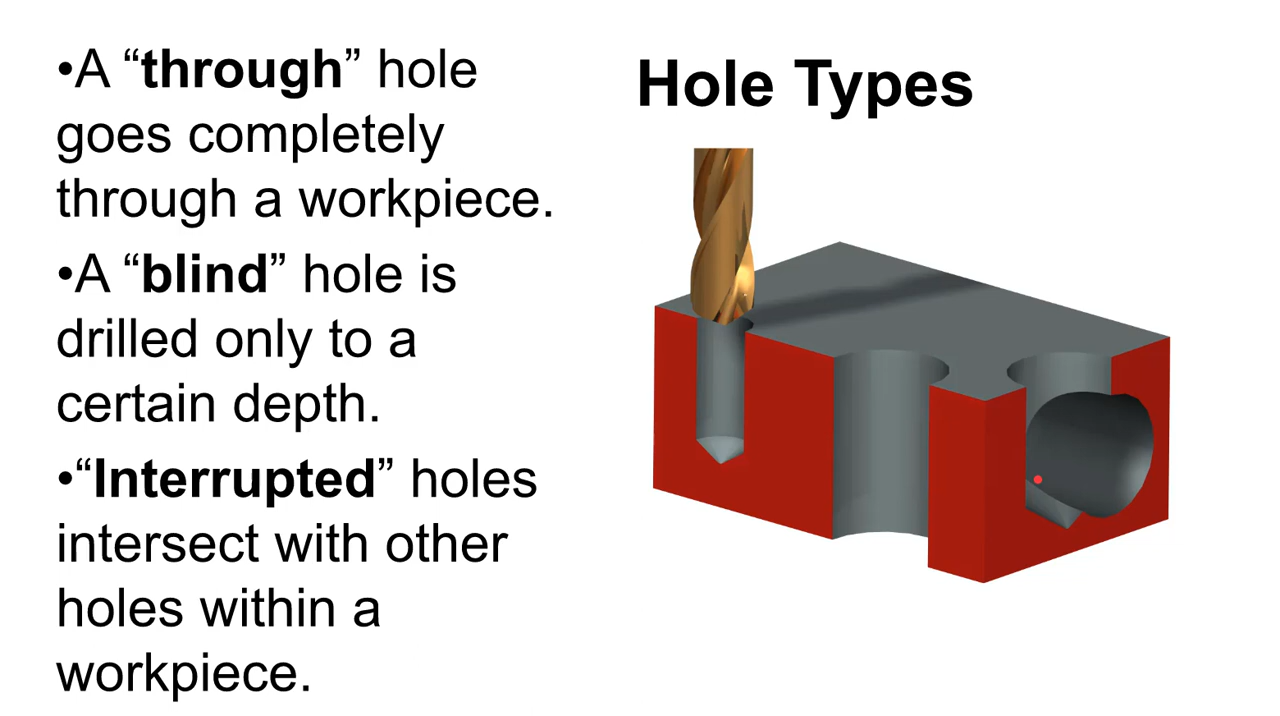 Hole Types
•A “through” hole
goes completely
through a workpiece.
•A “blind” hole is
drilled only to a
certain depth.
•“Interrupted” holes
intersect with other
holes within a
workpiece.